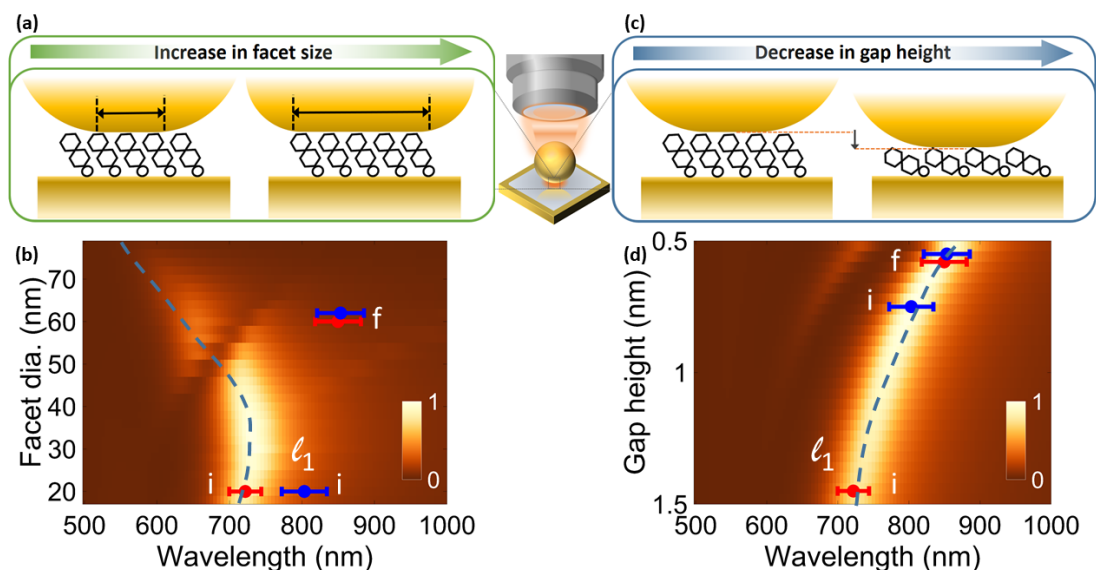 (a)
Increase in facet size
(c)
Decrease in gap height
(b)
Facet dia. (nm)
70
60
50
40
30
20
f
i
ℓ1
i
1
0
500 600 700 800 900 1000
Wavelength (nm)
(d)
Gap height (nm)
0.5
1
1.5
f
i
ℓ1
i
1
0
500 600 700 800 900 1000
Wavelength (nm)